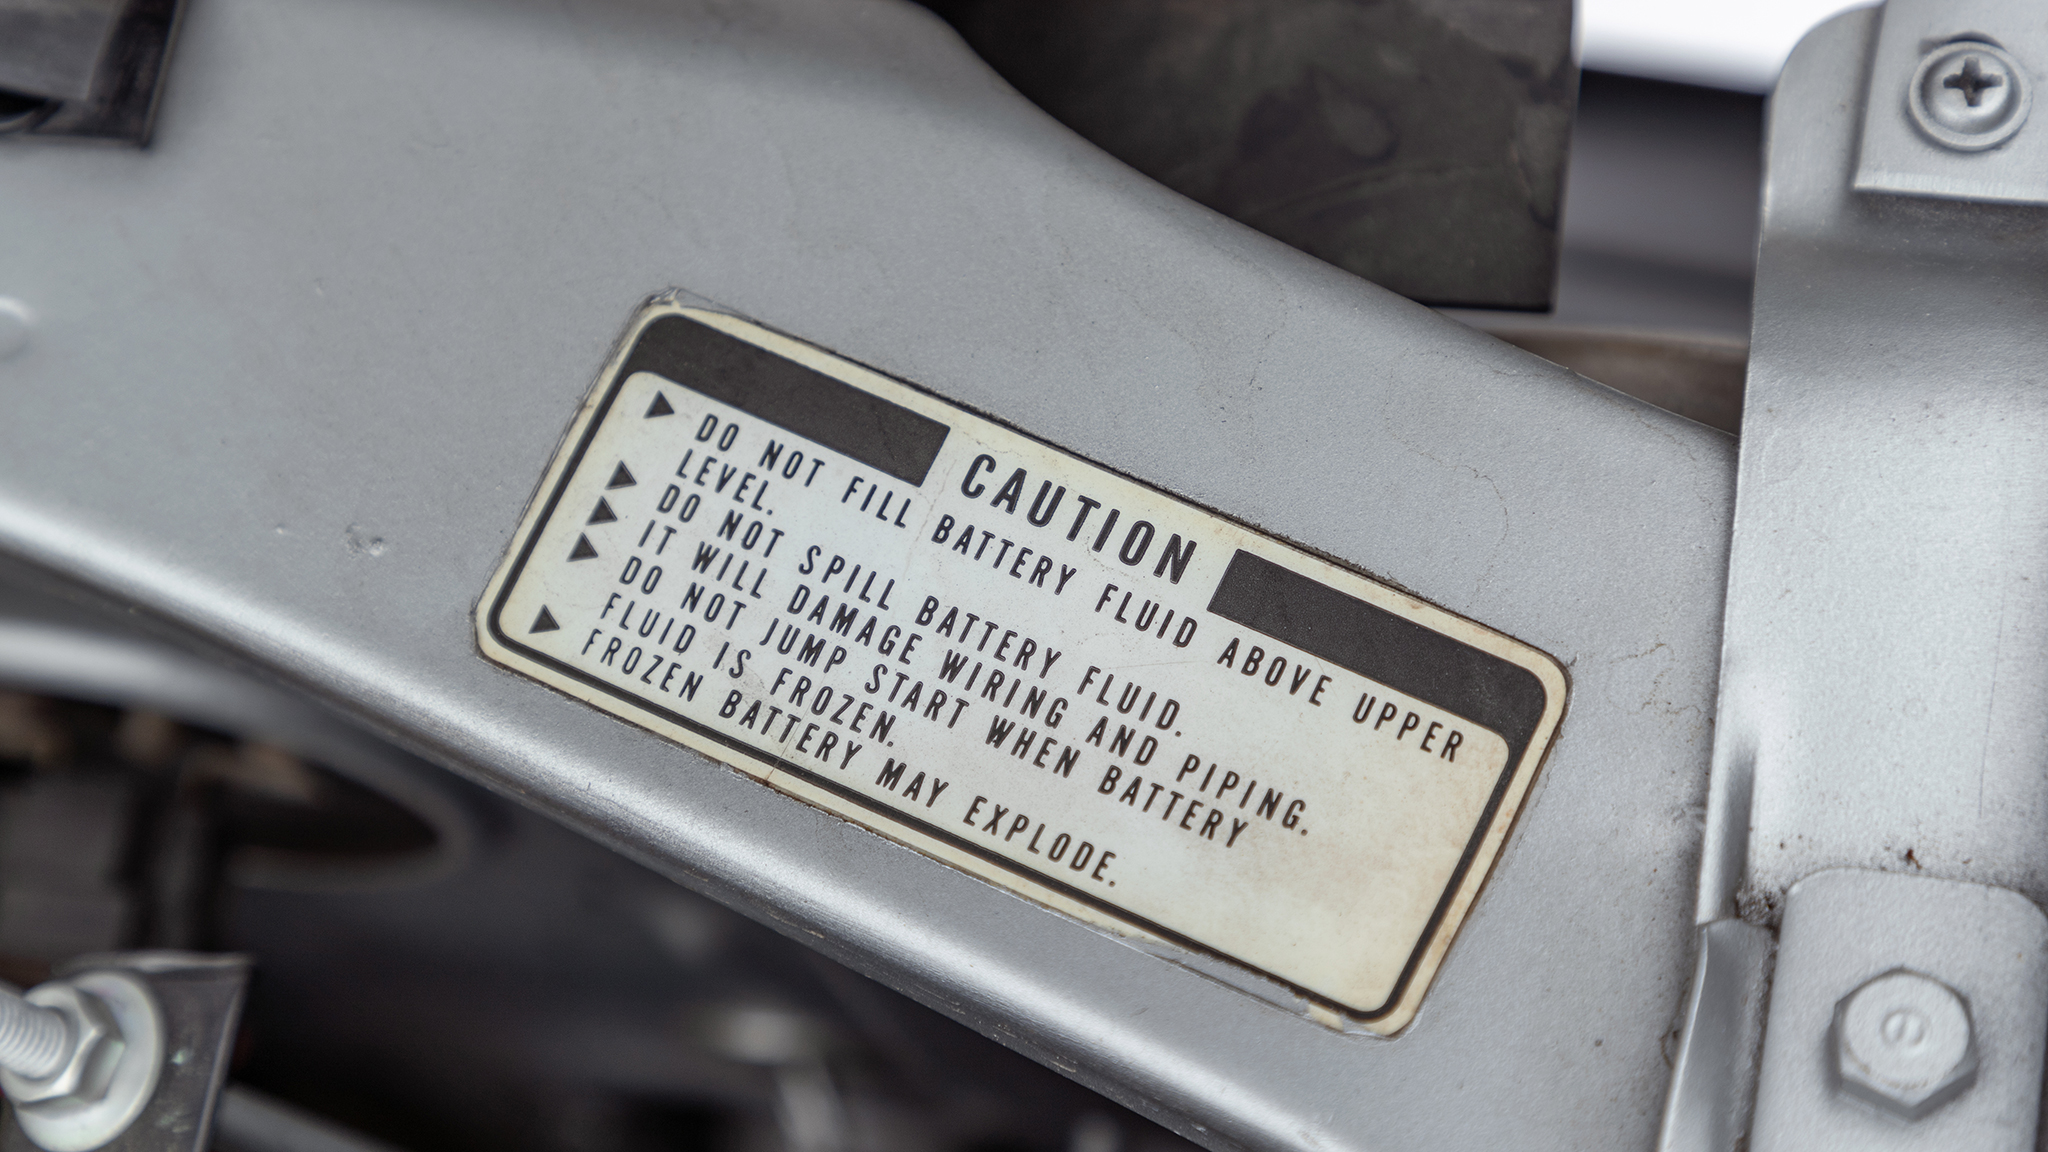 CAUTION
▶ DO NOT FILL BATTERY FLUID ABOVE UPPER
LEVEL.
▶ DO NOT SPILL BATTERY FLUID.
▶ IT WILL DAMAGE WIRING AND PIPING.
▶ DO NOT JUMP START WHEN BATTERY
FLUID IS FROZEN.
▶ FROZEN BATTERY MAY EXPLODE.